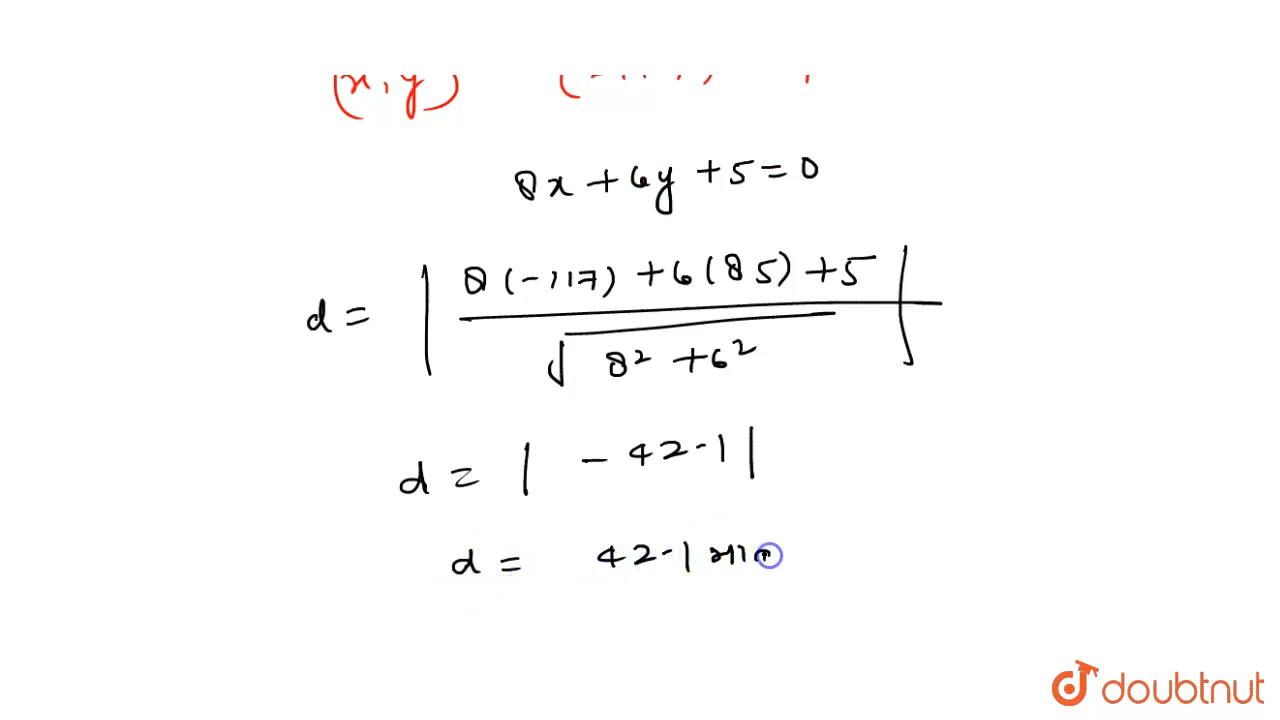 (x, y)
8x + 6y + 5 = 0
d = | 8(-117) + 6(85) + 5 / √8² + 6² |
d = | - 42.1 |
d = 42.1
doubtnut